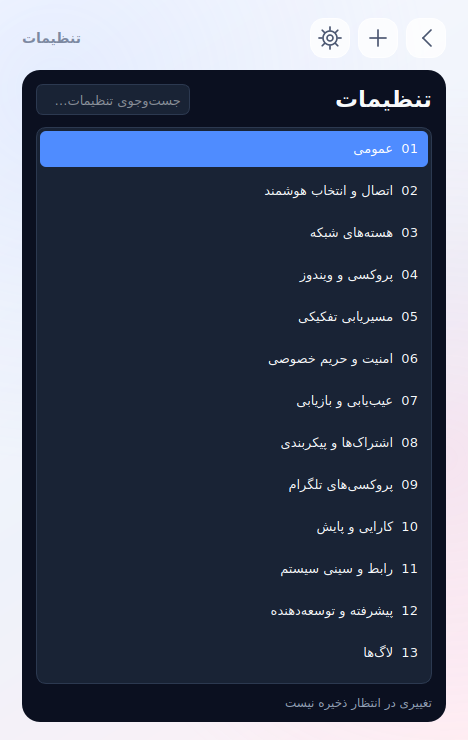 تنظیمات
تنظیمات
جست‌وجوی تنظیمات...
01 عمومی
02 اتصال و انتخاب هوشمند
03 هسته‌های شبکه
04 پروکسی و ویندوز
05 مسیریابی تفکیکی
06 امنیت و حریم خصوصی
07 عیب‌یابی و بازیابی
08 اشتراک‌ها و پیکربندی
09 پروکسی‌های تلگرام
10 کارایی و پایش
11 رابط و سینی سیستم
12 پیشرفته و توسعه‌دهنده
13 لاگ‌ها
تغییری در انتظار ذخیره نیست